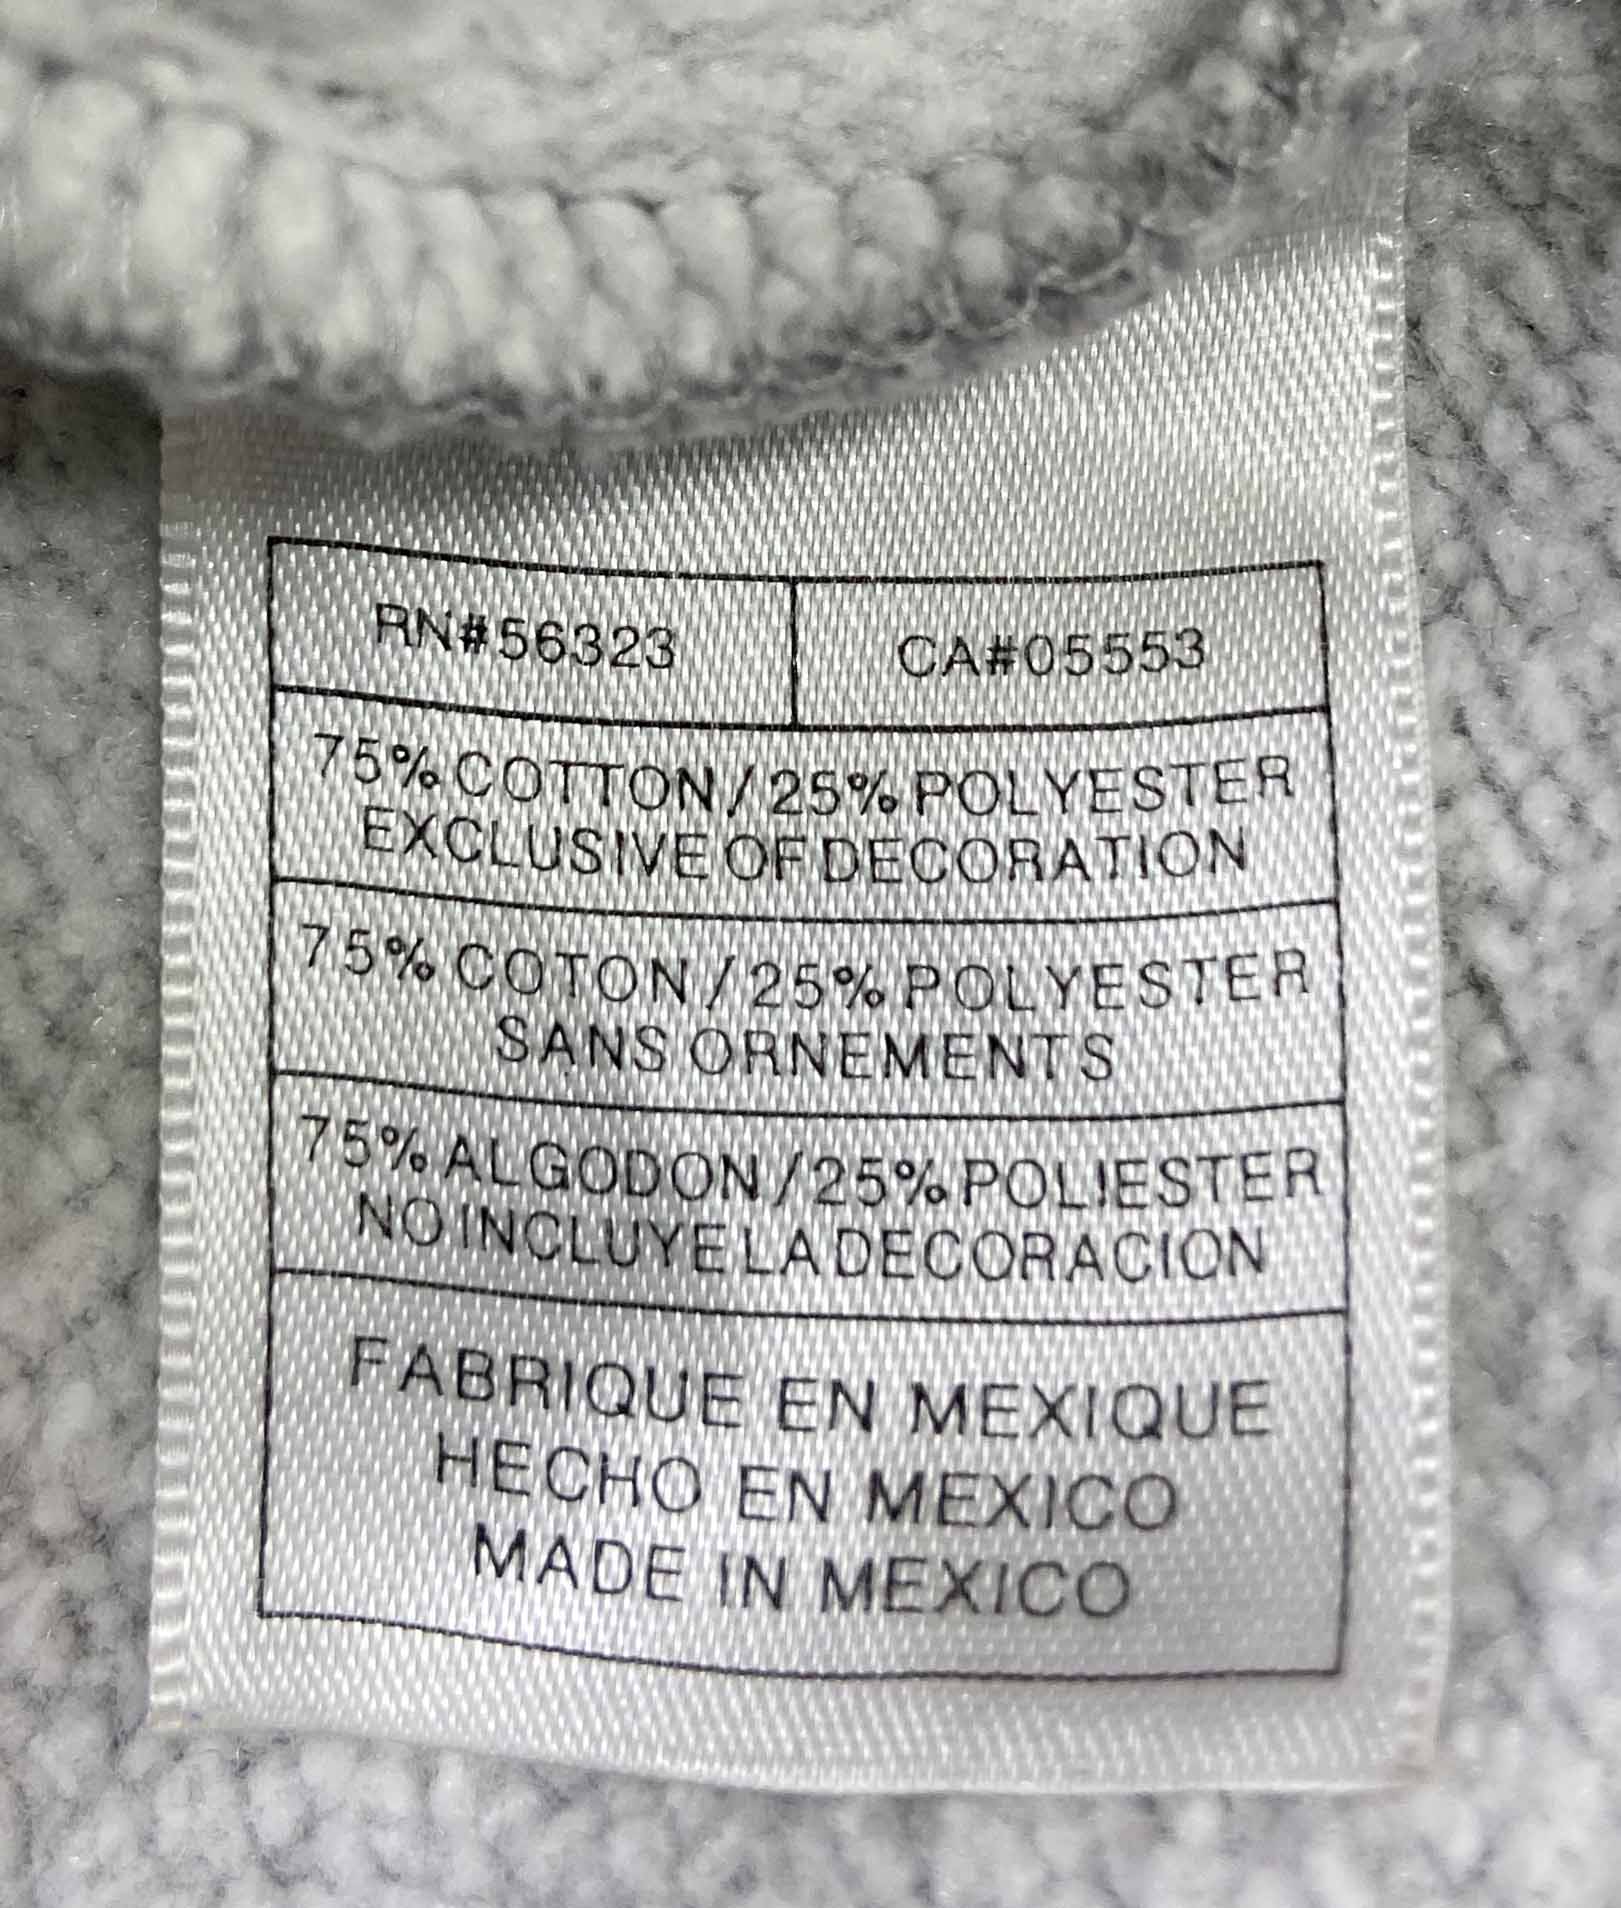 RN#56323
CA#05553
75% COTTON/25% POLYESTER
EXCLUSIVE OF DECORATION
75% COTON/25% POLYESTER
SANS ORNEMENTS
75% ALGODON/25% POLIESTER
NO INCLUYE LA DECORACION
FABRIQUE EN MEXIQUE
HECHO EN MEXICO
MADE IN MEXICO